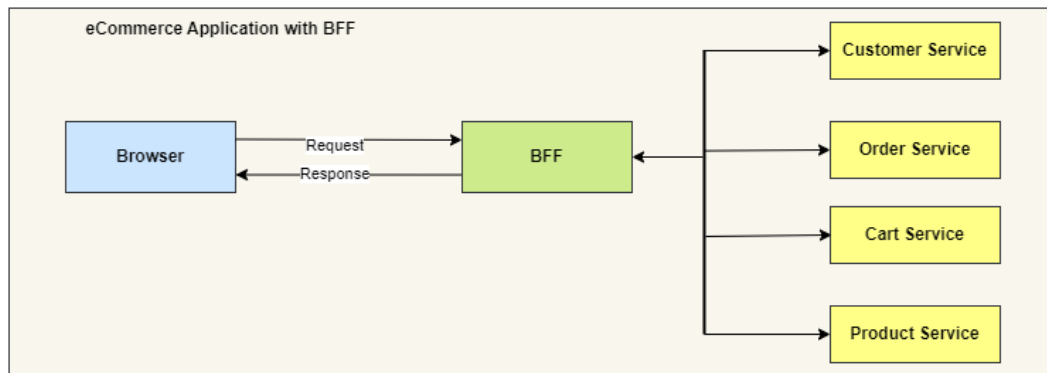 eCommerce Application with BFF
Customer Service
Browser
Request
Response
BFF
Order Service
Cart Service
Product Service